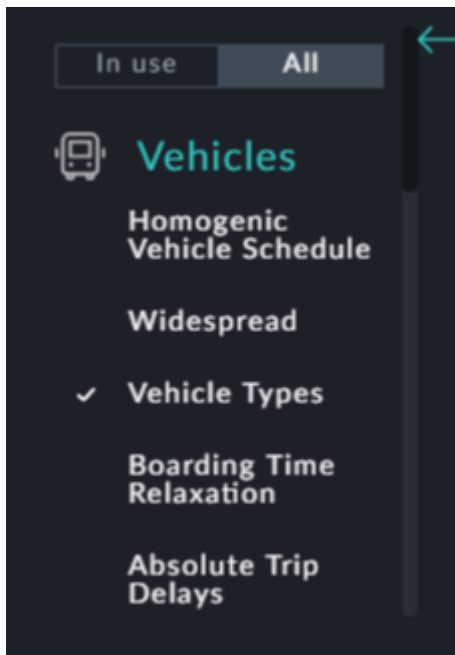 In use
All
Vehicles
Homogenic
Vehicle Schedule
Widespread
Vehicle Types
Boarding Time
Relaxation
Absolute Trip
Delays